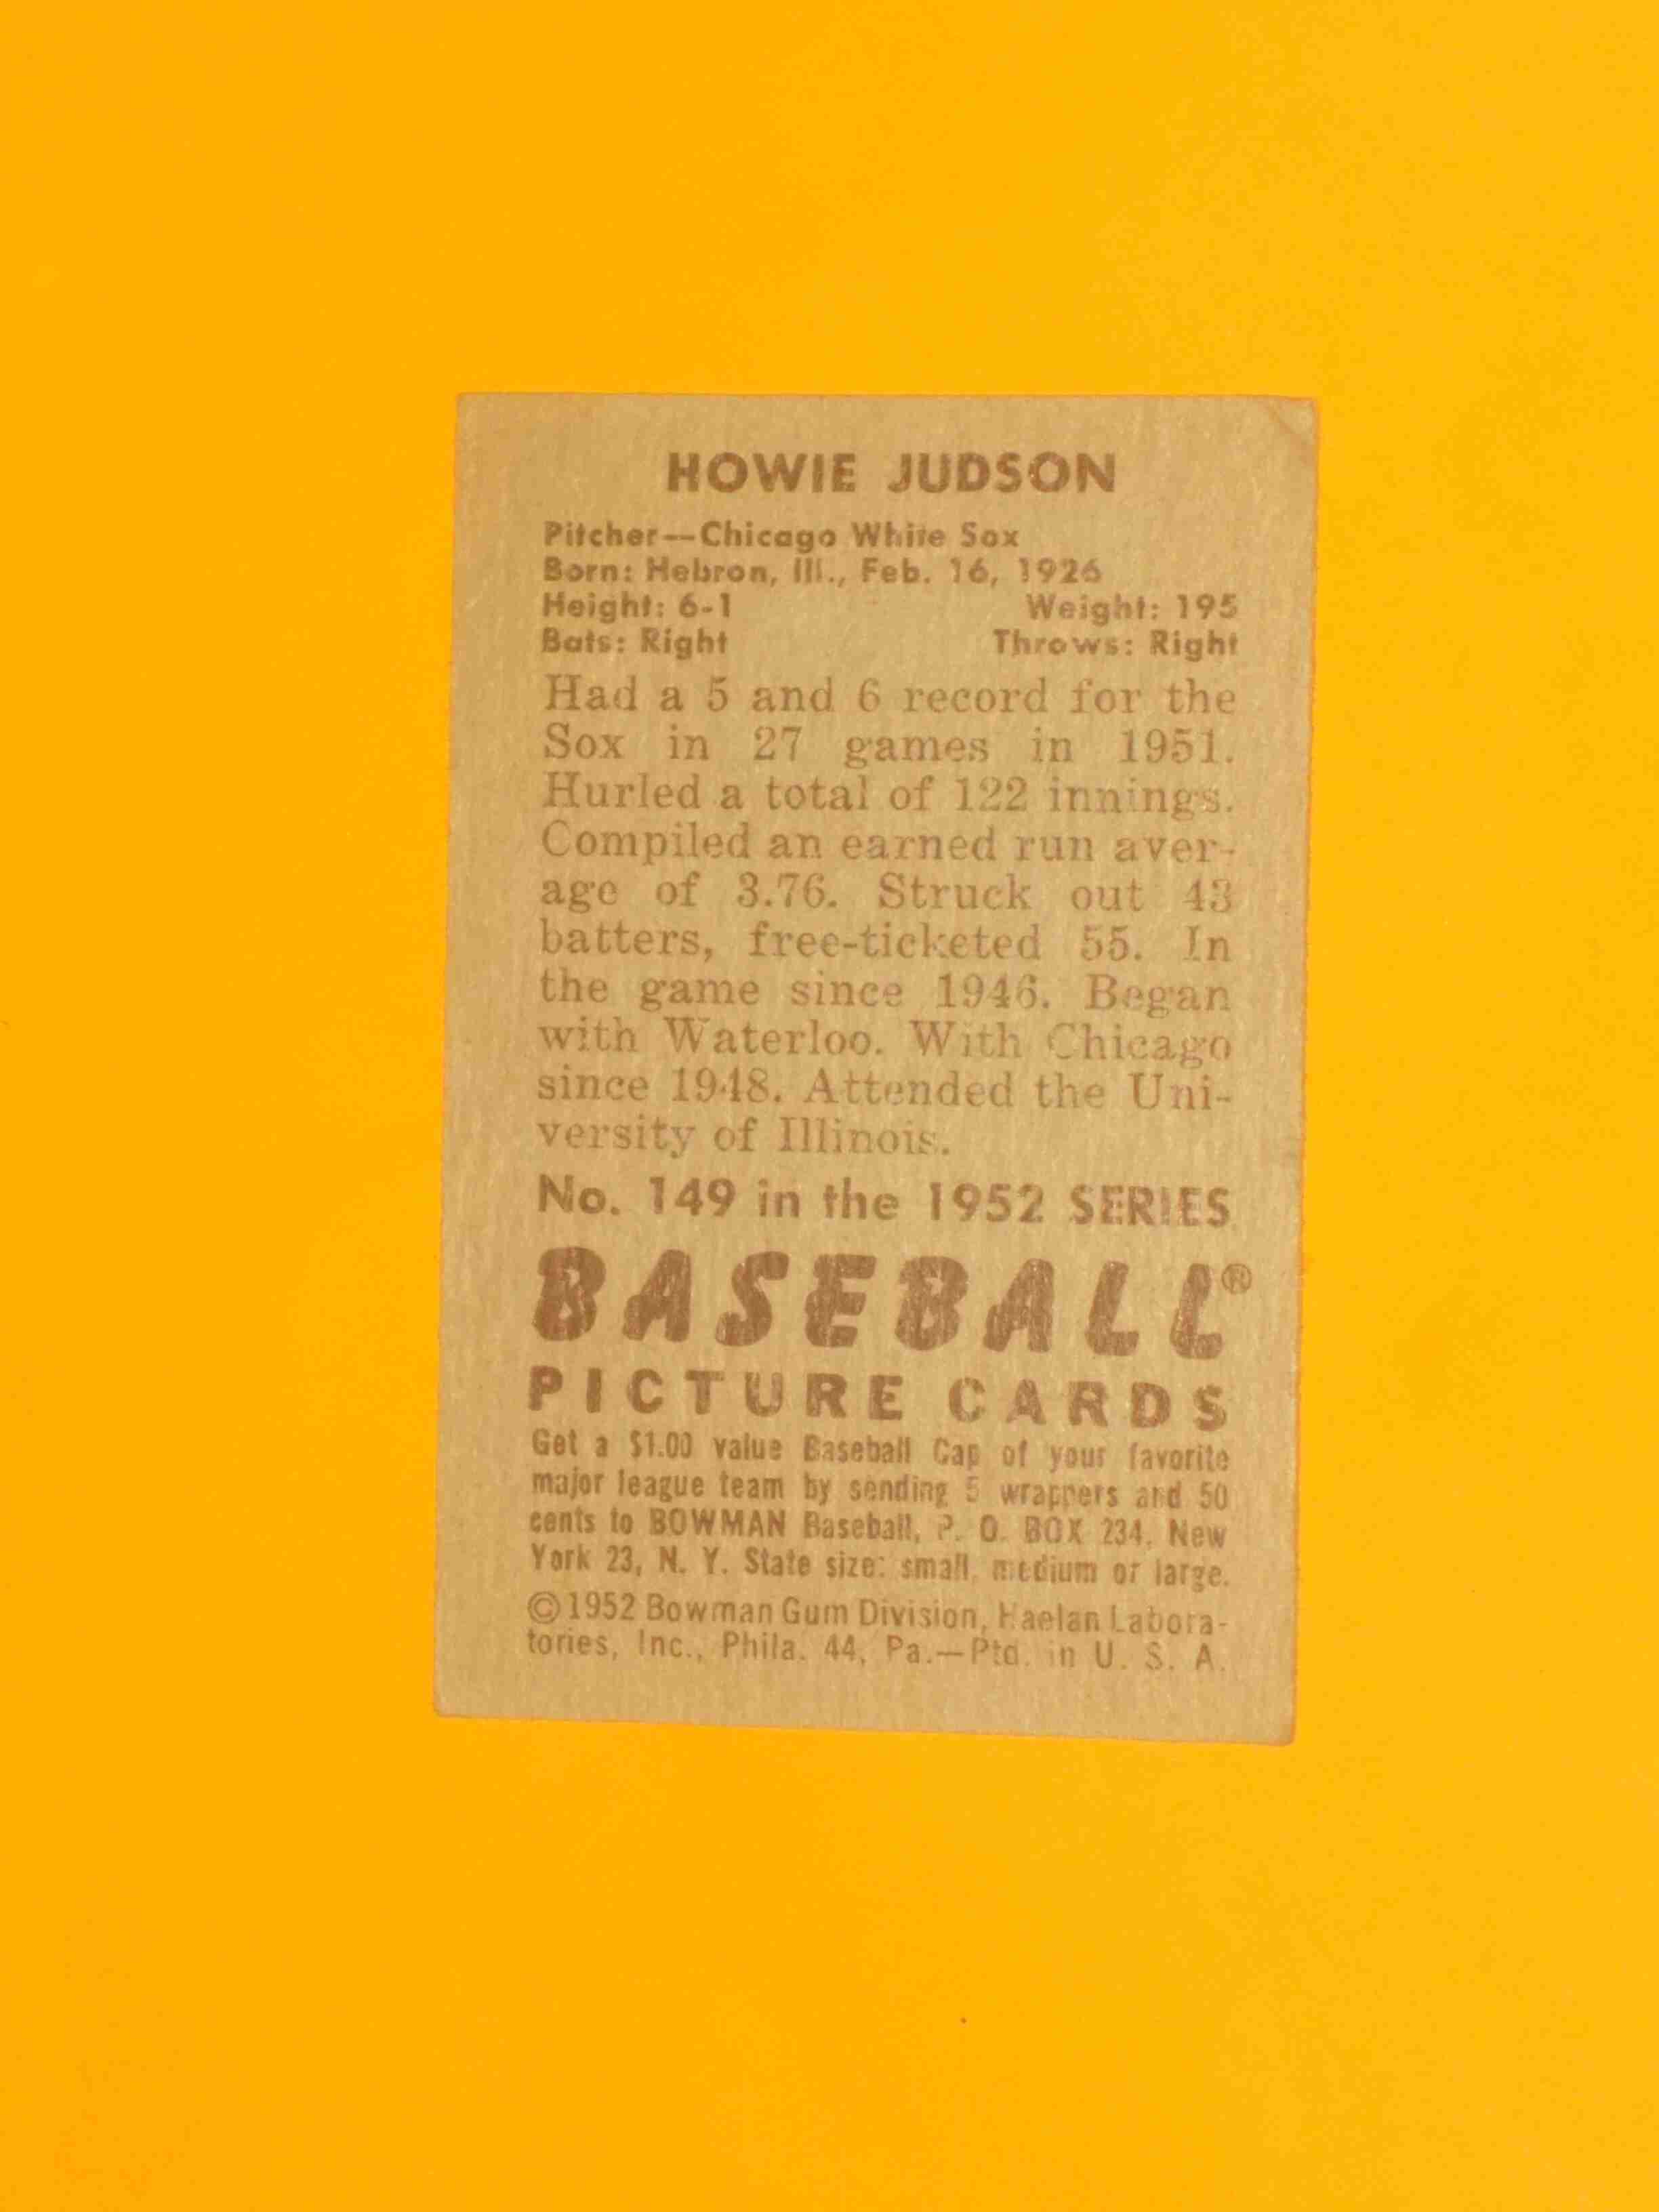 HOWIE JUDSON
Pitcher—Chicago White Sox
Born: Hebron, Ill., Feb. 16, 1926
Height: 6-1 Weight: 195
Bats: Right Throws: Right
Had a 5 and 6 record for the
Sox in 27 games in 1951.
Hurled a total of 122 innings.
Compiled an earned run aver-
age of 3.76. Struck out 43
batters, free-ticketed 55. In
the game since 1946. Began
with Waterloo. With Chicago
since 1948. Attended the Uni-
versity of Illinois.
No. 149 in the 1952 SERIES
BASEBALL®
PICTURE CARDS
Get a $1.00 value Baseball Cap of your favorite
major league team by sending 5 wrappers and 50
cents to BOWMAN Baseball, P. O. BOX 234, New
York 23, N. Y. State size: small, medium or large.
©1952 Bowman Gum Division, Haelan Labora-
tories, Inc., Phila. 44, Pa.—Ptd. in U. S. A.